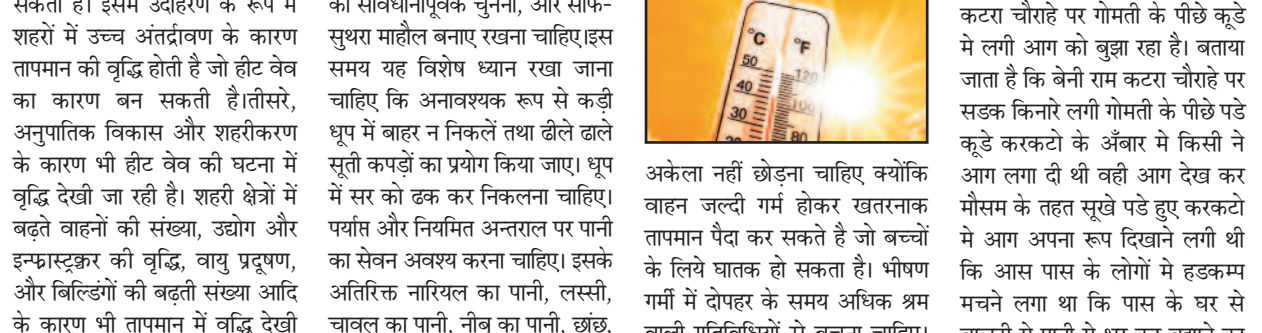 सकता है। इसमें उदाहरण के रूप में
शहरों में उच्च अंतर्द्रावण के कारण
तापमान की वृद्धि होती है जो हीट वेव
का कारण बन सकती है।तीसरे,
अनुपातिक विकास और शहरीकरण
के कारण भी हीट वेव की घटना में
वृद्धि देखी जा रही है। शहरी क्षेत्रों में
बढ़ते वाहनों की संख्या, उद्योग और
इन्फ्रास्ट्रक्चर की वृद्धि, वायु प्रदूषण,
और बिल्डिंगों की बढ़ती संख्या आदि
के कारण भी तापमान में वृद्धि देखी
को सावधानीपूर्वक चुनना, और साफ-
सुथरा माहौल बनाए रखना चाहिए।इस
समय यह विशेष ध्यान रखा जाना
चाहिए कि अनावश्यक रूप से कड़ी
धूप में बाहर न निकलें तथा ढीले ढाले
सूती कपड़ों का प्रयोग किया जाए। धूप
में सर को ढक कर निकलना चाहिए।
पर्याप्त और नियमित अन्तराल पर पानी
का सेवन अवश्य करना चाहिए। इसके
अतिरिक्त नारियल का पानी, लस्सी,
चावल का पानी, नीबू का पानी, छांछ,
°C °F
50 120
40 100
30 80
अकेला नहीं छोड़ना चाहिए क्योंकि
वाहन जल्दी गर्म होकर खतरनाक
तापमान पैदा कर सकते है जो बच्चों
के लिये घातक हो सकता है। भीषण
गर्मी में दोपहर के समय अधिक श्रम
वाली गतिविधियों से बचना चाहिए।
कटरा चौराहे पर गोमती के पीछे कूडे
मे लगी आग को बुझा रहा है। बताया
जाता है कि बेनी राम कटरा चौराहे पर
सडक किनारे लगी गोमती के पीछे पडे
कूडे करकटो के अँबार मे किसी ने
आग लगा दी थी वही आग देख कर
मौसम के तहत सूखे पडे हुए करकटो
मे आग अपना रूप दिखाने लगी थी
कि आस पास के लोगों मे हडकम्प
मचने लगा था कि पास के घर से